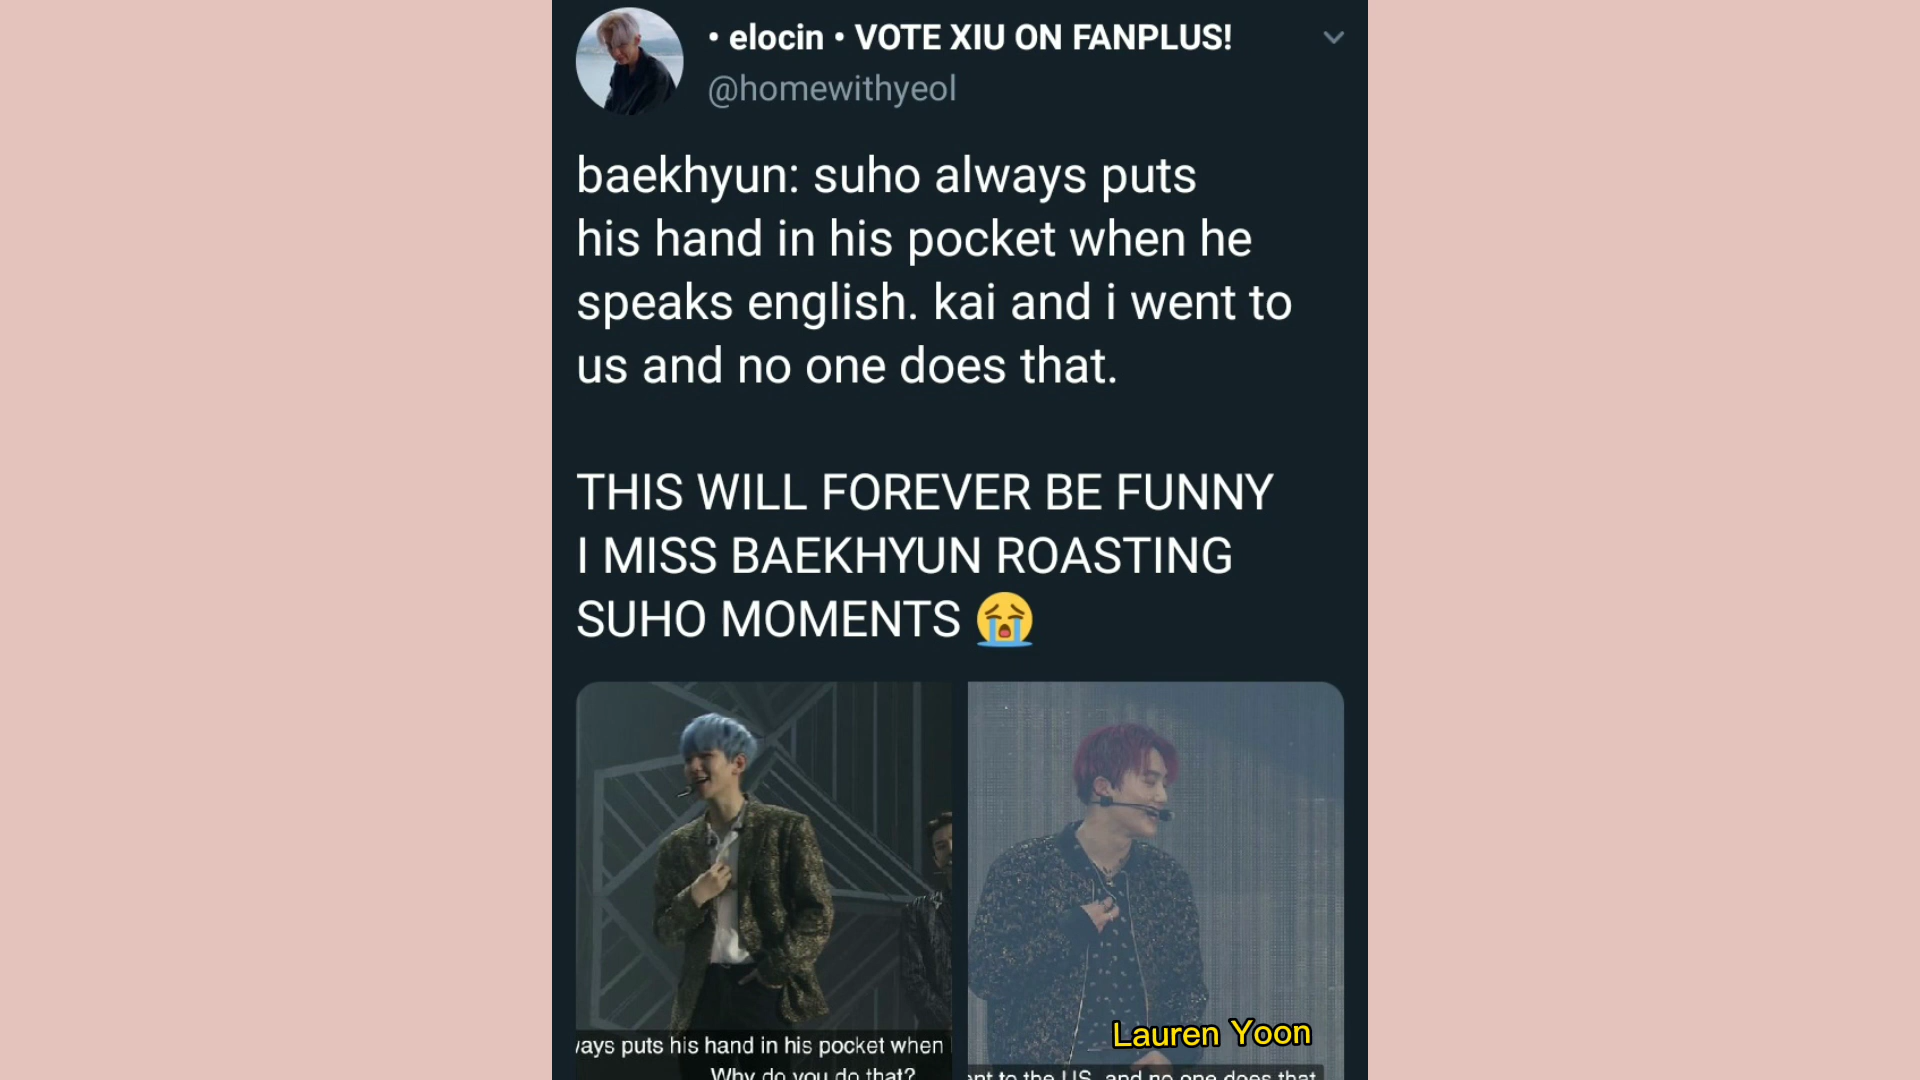 • elocin • VOTE XIU ON FANPLUS!
@homewithyeol
baekhyun: suho always puts
his hand in his pocket when he
speaks english. kai and i went to
us and no one does that.
THIS WILL FOREVER BE FUNNY
I MISS BAEKHYUN ROASTING
SUHO MOMENTS 😭
ways puts his hand in his pocket when
Why do you do that?
Lauren Yoon
to the US, and no one does that